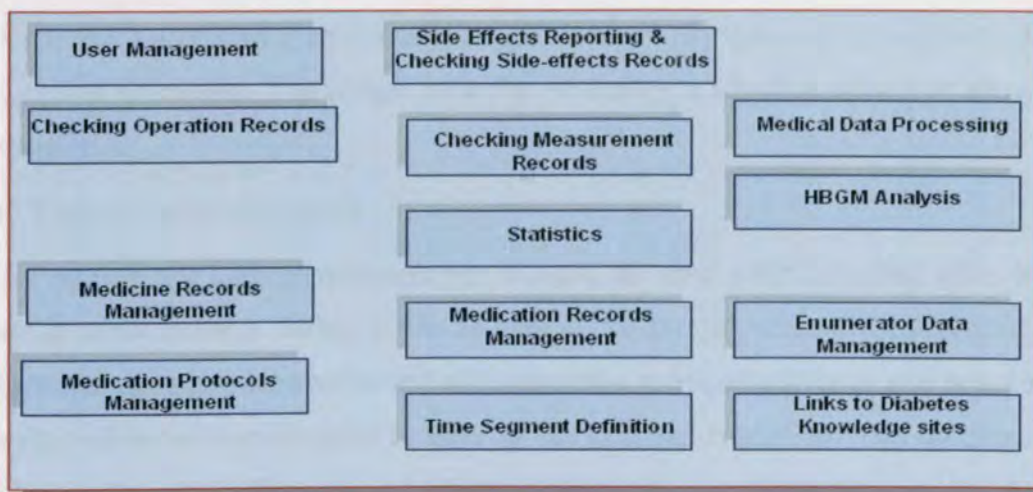 User Management
Side Effects Reporting &
Checking Side-effects Records
Checking Operation Records
Checking Measurement
Records
Medical Data Processing
HBGM Analysis
Statistics
Medicine Records
Management
Medication Records
Management
Enumerator Data
Management
Medication Protocols
Management
Time Segment Definition
Links to Diabetes
Knowledge sites